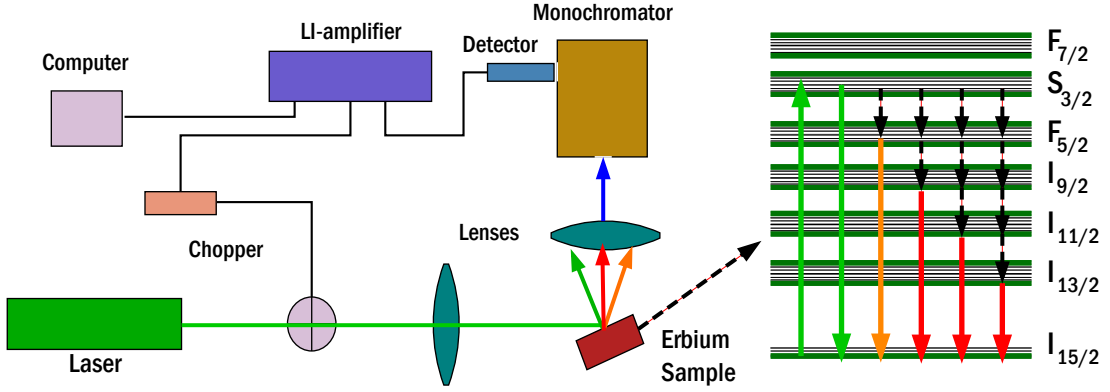 Monochromator
LI-amplifier
Detector
Computer
Chopper
Lenses
Laser
Erbium
Sample
F7/2
S3/2
F5/2
I9/2
I11/2
I13/2
I15/2